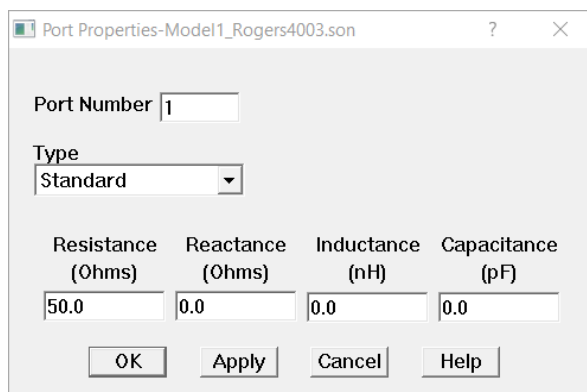 Port Properties-Model1_Rogers4003.son ?
Port Number 1
Type
Standard
Resistance Reactance Inductance Capacitance
(Ohms) (Ohms) (nH) (pF)
50.0 0.0 0.0 0.0
OK Apply Cancel Help